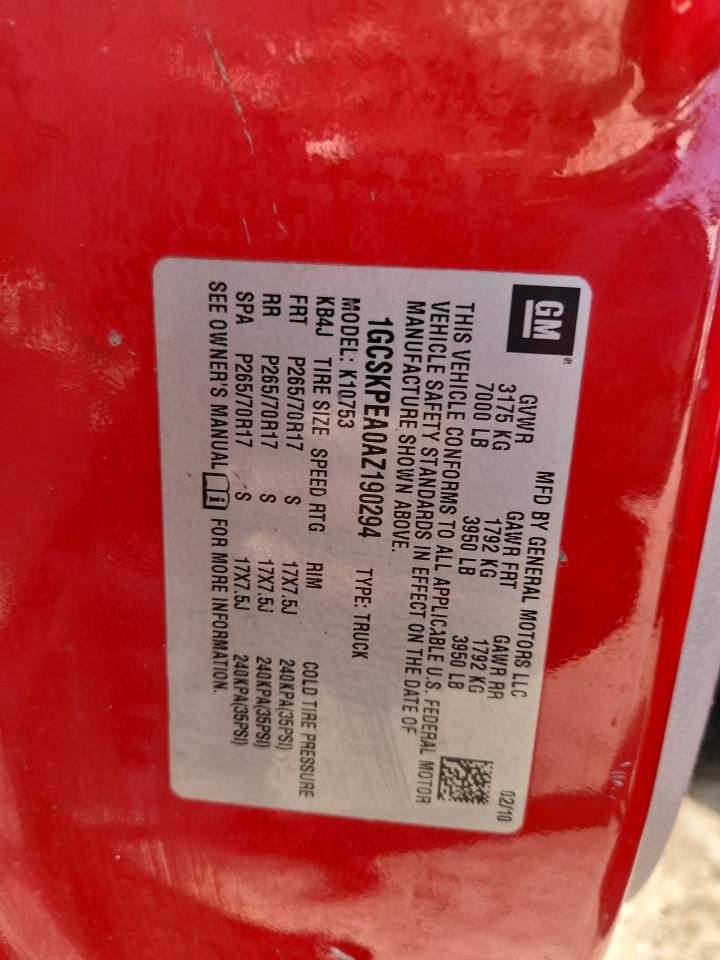 GM
MFD BY GENERAL MOTORS LLC 02/10
GVWR GAWR FRT GAWR RR
3175 KG 1792 KG 1792 KG
7000 LB 3950 LB 3950 LB
THIS VEHICLE CONFORMS TO ALL APPLICABLE U.S. FEDERAL MOTOR
VEHICLE SAFETY STANDARDS IN EFFECT ON THE DATE OF
MANUFACTURE SHOWN ABOVE.
1GCSKPEA0AZ190294 TYPE: TRUCK
MODEL: K10753
KB4J TIRE SIZE SPEED RTG RIM COLD TIRE PRESSURE
FRT P265/70R17 S 17X7.5J 240KPA(35PSI)
RR P265/70R17 S 17X7.5J 240KPA(35PSI)
SPA P265/70R17 S 17X7.5J 240KPA(35PSI)
SEE OWNER'S MANUAL i FOR MORE INFORMATION.